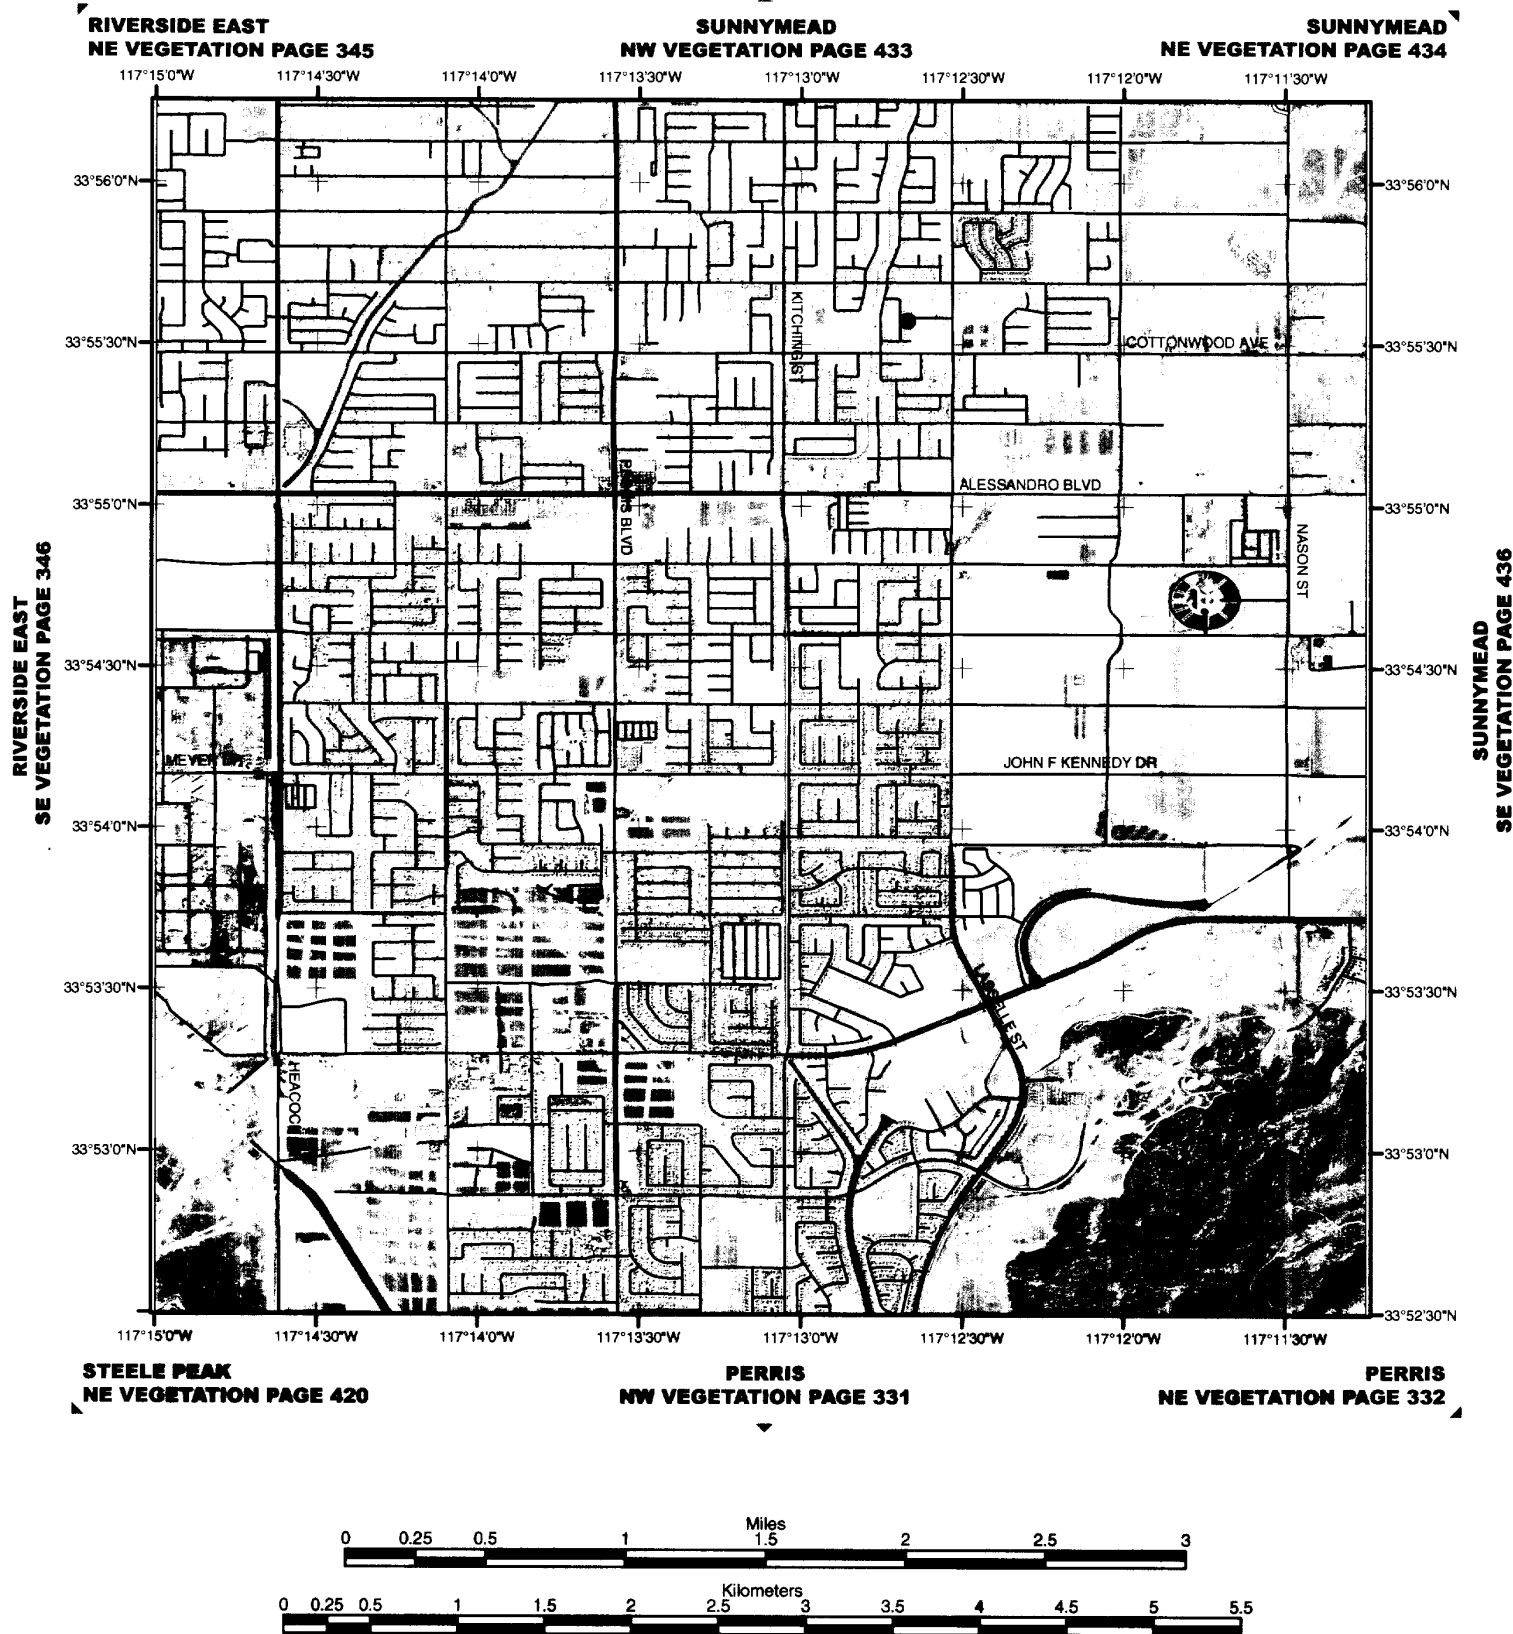 RIVERSIDE EAST
NE VEGETATION PAGE 345
SUNNYMEAD
NW VEGETATION PAGE 433
SUNNYMEAD
NE VEGETATION PAGE 434
117°15'0"W 117°14'30"W 117°14'0"W 117°13'30"W 117°13'0"W 117°12'30"W 117°12'0"W 117°11'30"W
33°56'0"N 33°56'0"N
KITCHING ST
COTTONWOOD AVE
33°55'30"N 33°55'30"N
ALESSANDRO BLVD
33°55'0"N 33°55'0"N
BLVD
NASON ST
RIVERSIDE EAST
SE VEGETATION PAGE 346
SUNNYMEAD
SE VEGETATION PAGE 436
33°54'30"N 33°54'30"N
MEYER DR
JOHN F KENNEDY DR
33°54'0"N 33°54'0"N
33°53'30"N 33°53'30"N
LASSELLE ST
HEACOCK
33°53'0"N 33°53'0"N
33°52'30"N
117°15'0"W 117°14'30"W 117°14'0"W 117°13'30"W 117°13'0"W 117°12'30"W 117°12'0"W 117°11'30"W
STEELE PEAK
NE VEGETATION PAGE 420
PERRIS
NW VEGETATION PAGE 331
PERRIS
NE VEGETATION PAGE 332
Miles
0 0.25 0.5 1 1.5 2 2.5 3
Kilometers
0 0.25 0.5 1 1.5 2 2.5 3 3.5 4 4.5 5 5.5